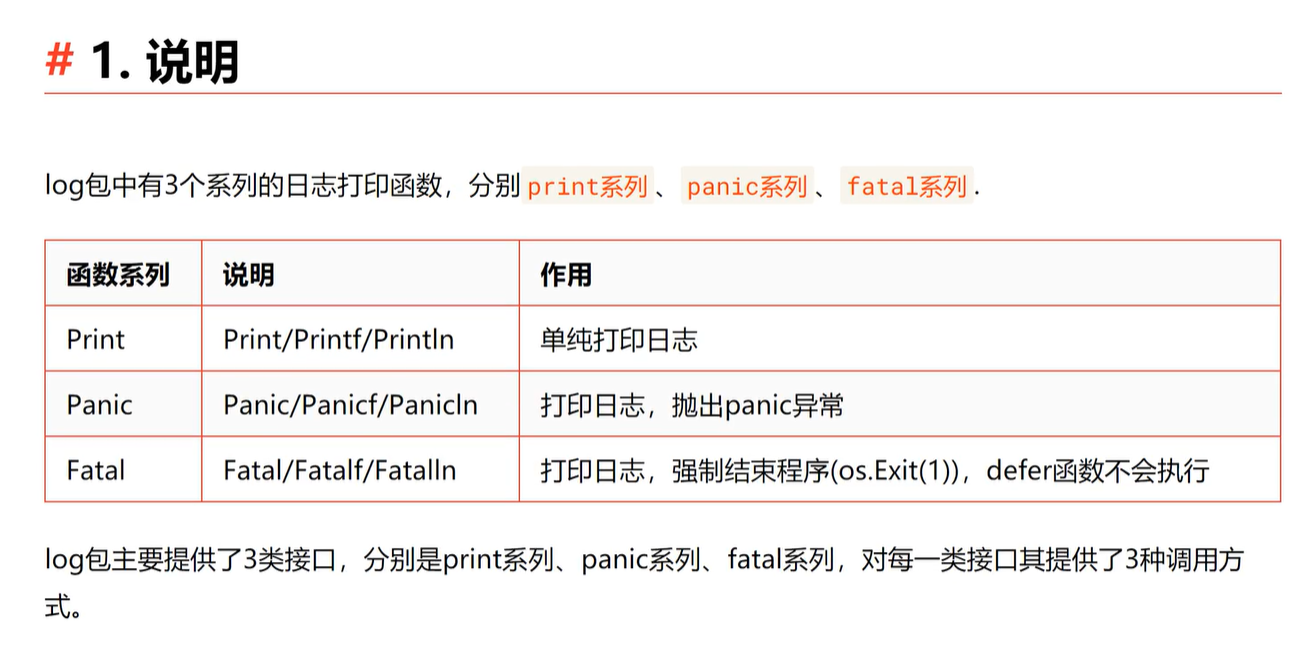 # 1. 说明
log包中有3个系列的日志打印函数，分别print系列、panic系列、fatal系列.
函数系列 说明 作用
Print Print/Printf/Println 单纯打印日志
Panic Panic/Panicf/Panicln 打印日志，抛出panic异常
Fatal Fatal/Fatalf/Fatalln 打印日志，强制结束程序(os.Exit(1))，defer函数不会执行
log包主要提供了3类接口，分别是print系列、panic系列、fatal系列，对每一类接口其提供了3种调用方
式。